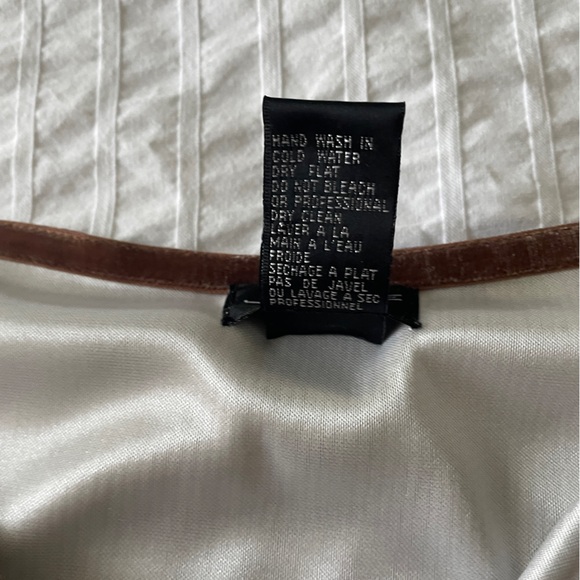 HAND WASH IN
COLD WATER
DRY FLAT
DO NOT BLEACH
OR PROFESSIONAL
DRY CLEAN
LAVER A LA
MAIN A L'EAU
FROIDE
SECHAGE A PLAT
PAS DE JAVEL
OU LAVAGE A SEC
PROFESSIONNEL